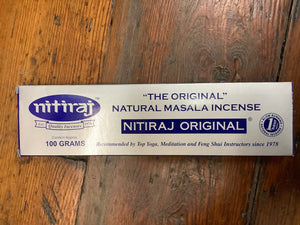 nitiraj
Quality Incenses
100 GRAMS
"THE ORIGINAL"
NATURAL MASALA INCENSE
NITIRAJ ORIGINAL®
Recommended by Top Yoga, Meditation and Feng Shui Instructors since 1978